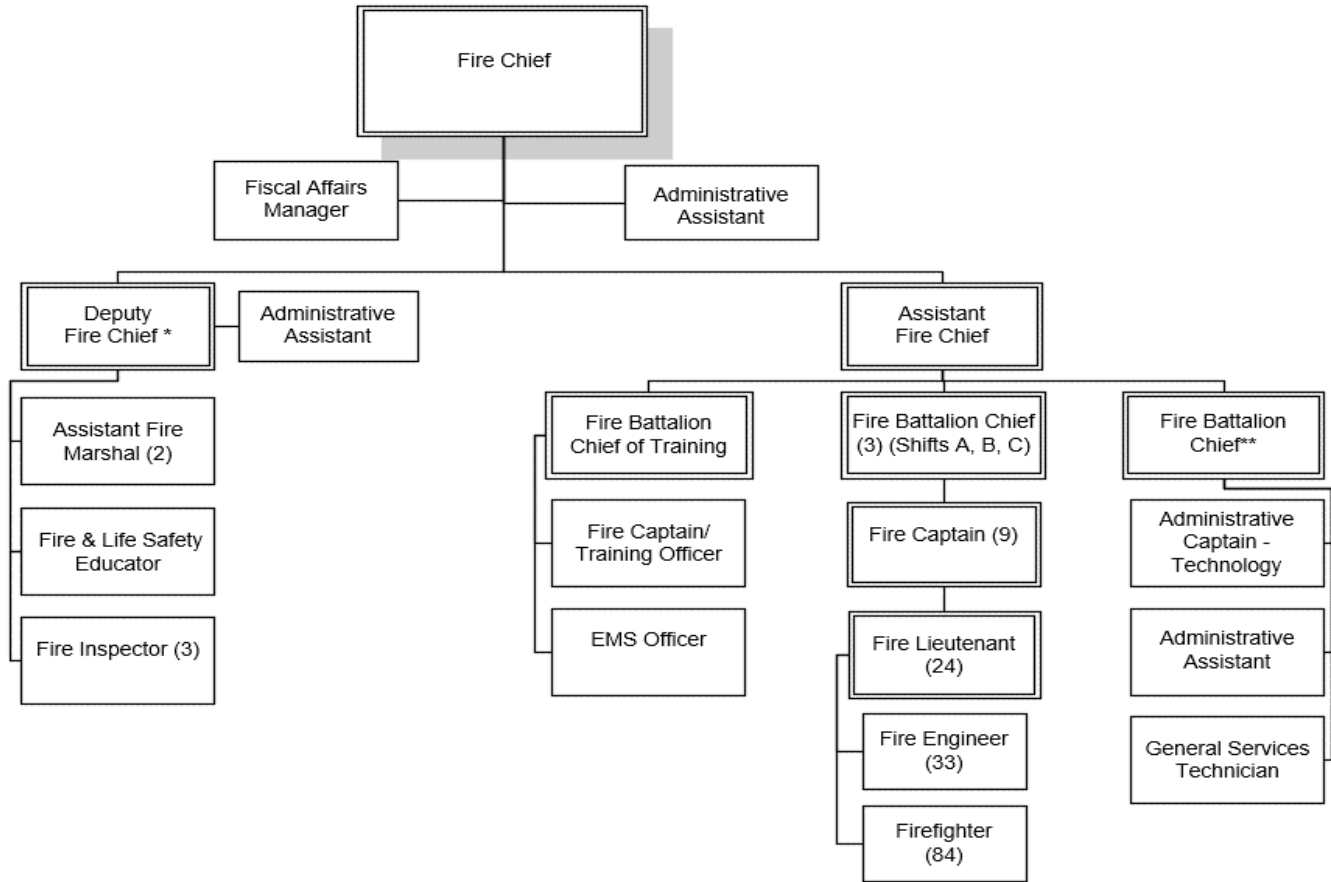 Fire Chief
Fiscal Affairs
Manager
Administrative
Assistant
Deputy
Fire Chief *
Administrative
Assistant
Assistant
Fire Chief
Assistant Fire
Marshal (2)
Fire & Life Safety
Educator
Fire Inspector (3)
Fire Battalion
Chief of Training
Fire Captain/
Training Officer
EMS Officer
Fire Battalion Chief
(3) (Shifts A, B, C)
Fire Captain (9)
Fire Lieutenant
(24)
Fire Engineer
(33)
Firefighter
(84)
Fire Battalion
Chief**
Administrative
Captain -
Technology
Administrative
Assistant
General Services
Technician